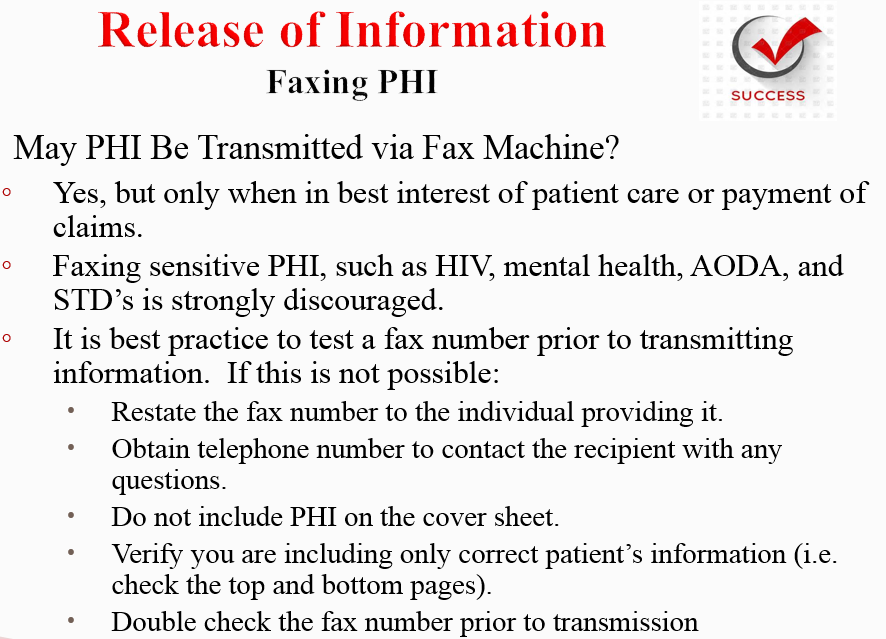 Release of Information
Faxing PHI
SUCCESS
May PHI Be Transmitted via Fax Machine?
Yes, but only when in best interest of patient care or payment of
claims.
Faxing sensitive PHI, such as HIV, mental health, AODA, and
STD’s is strongly discouraged.
It is best practice to test a fax number prior to transmitting
information.  If this is not possible:
Restate the fax number to the individual providing it.
Obtain telephone number to contact the recipient with any
questions.
Do not include PHI on the cover sheet.
Verify you are including only correct patient’s information (i.e.
check the top and bottom pages).
Double check the fax number prior to transmission